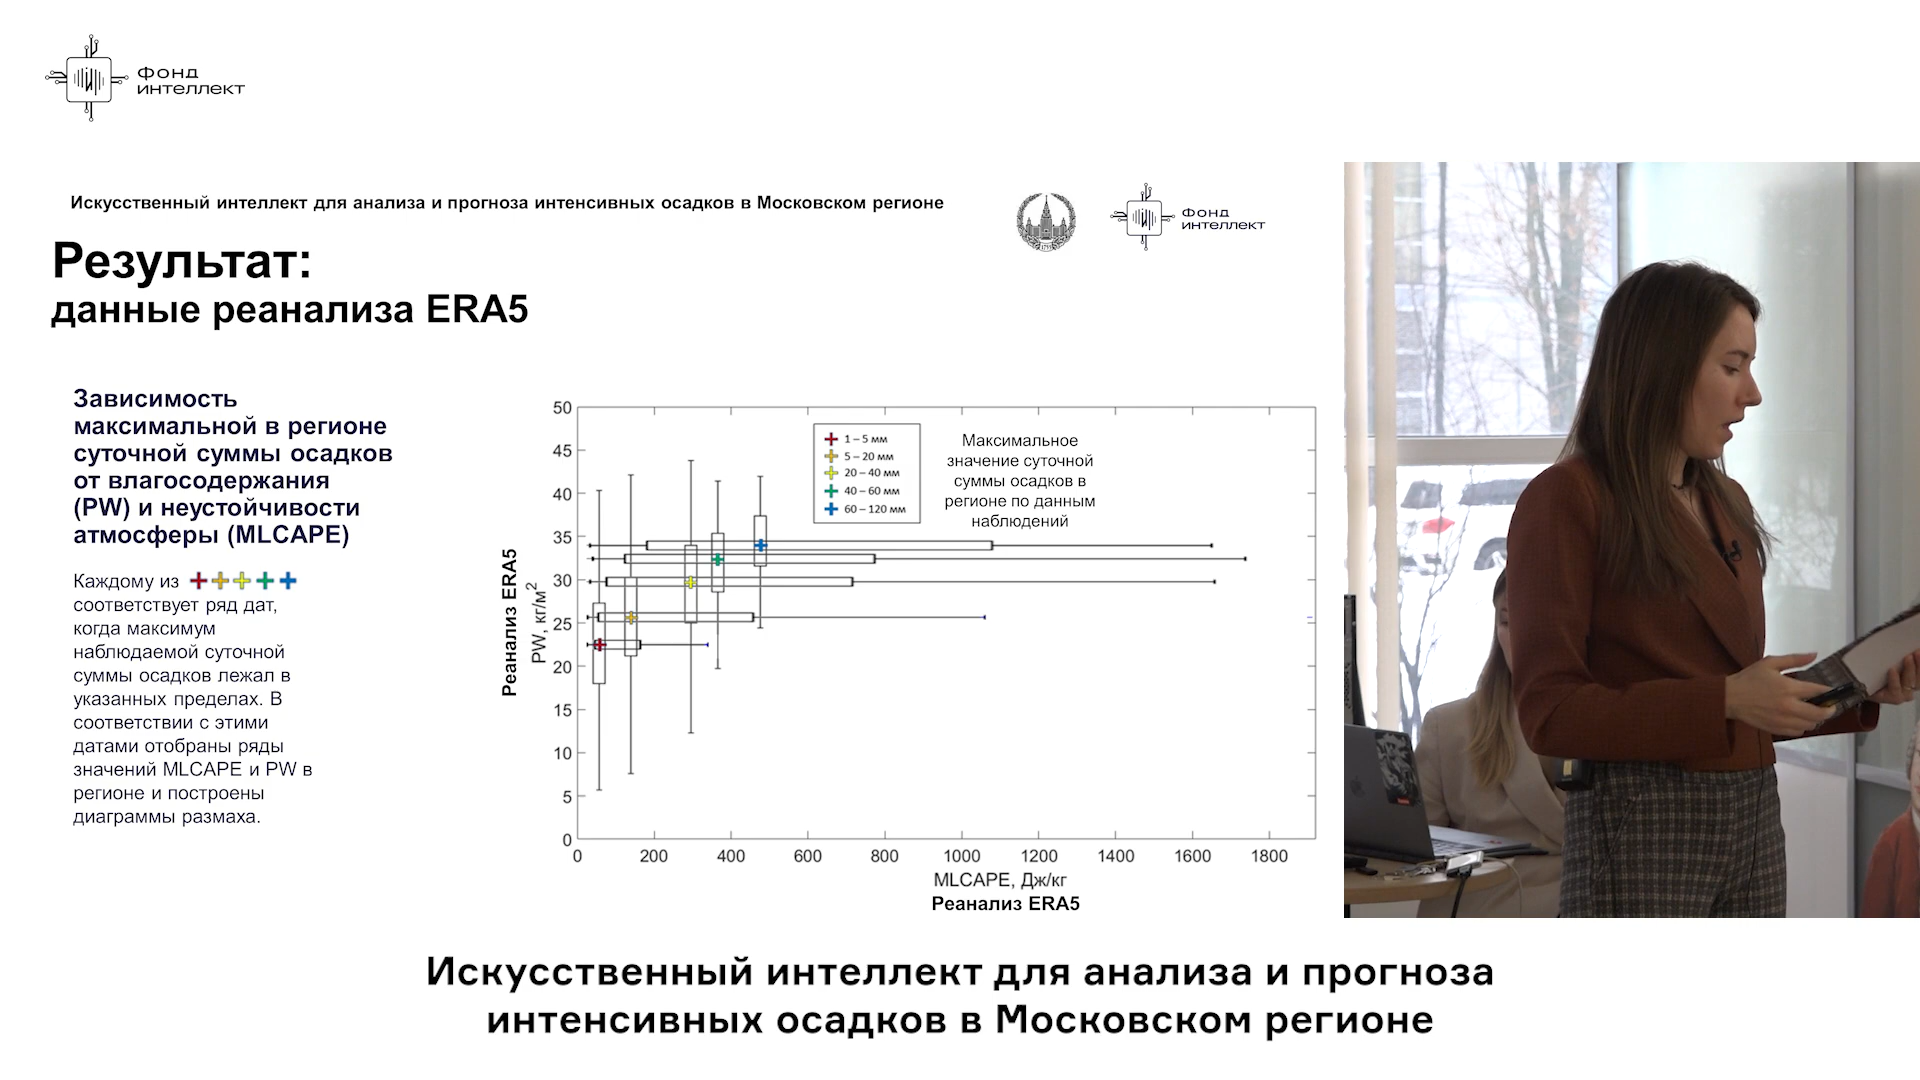 Фонд
интеллект
Искусственный интеллект для анализа и прогноза интенсивных осадков в Московском регионе
Фонд
интеллект
Результат:
данные реанализа ERA5
Зависимость
максимальной в регионе
суточной суммы осадков
от влагосодержания
(PW) и неустойчивости
атмосферы (MLCAPE)
Каждому из
соответствует ряд дат,
когда максимум
наблюдаемой суточной
суммы осадков лежал в
указанных пределах. В
соответствии с этими
датами отобраны ряды
значений MLCAPE и PW в
регионе и построены
диаграммы размаха.
50
45
40
35
30
25
20
15
10
5
0
Реанализ ERA5
PW, кг/м²
1 – 5 мм
5 – 20 мм
20 – 40 мм
40 – 60 мм
60 – 120 мм
Максимальное
значение суточной
суммы осадков в
регионе по данным
наблюдений
0 200 400 600 800 1000 1200 1400 1600 1800
MLCAPE, Дж/кг
Реанализ ERA5
Искусственный интеллект для анализа и прогноза
интенсивных осадков в Московском регионе